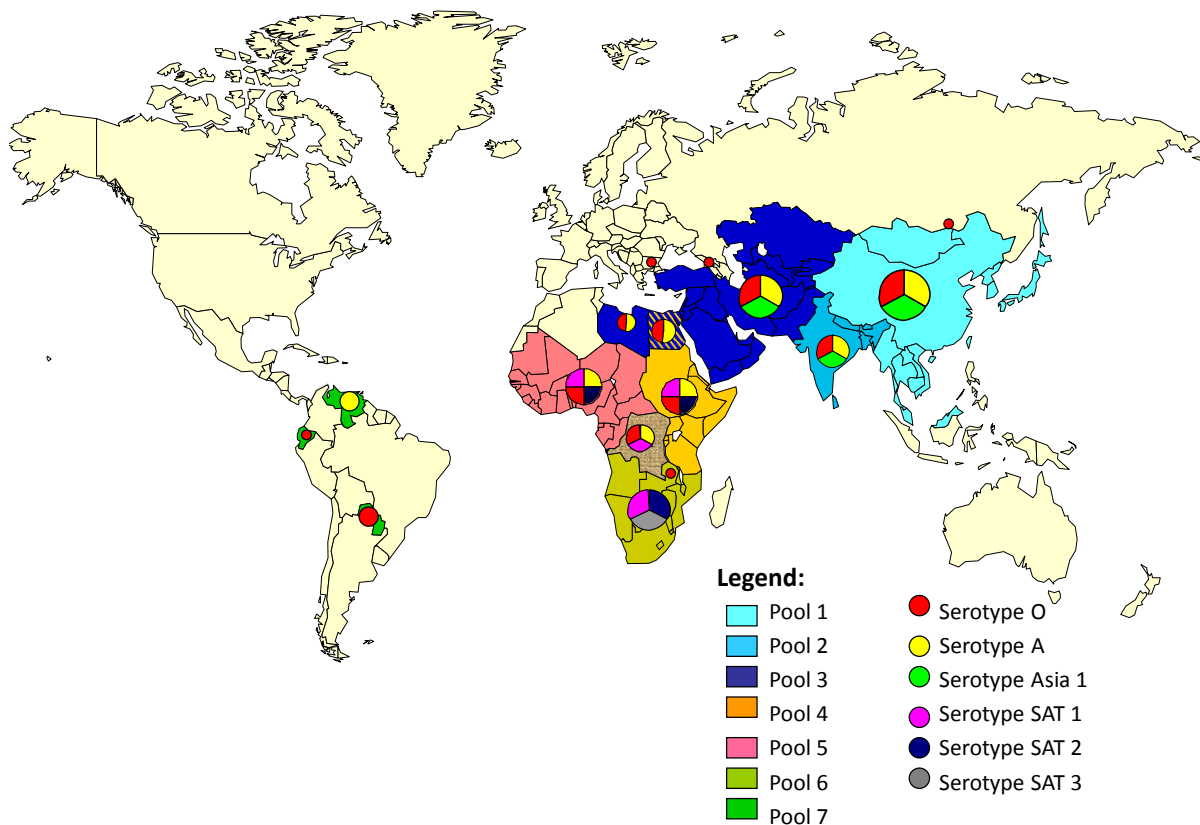 Legend:
Pool 1
Pool 2
Pool 3
Pool 4
Pool 5
Pool 6
Pool 7
Serotype O
Serotype A
Serotype Asia 1
Serotype SAT 1
Serotype SAT 2
Serotype SAT 3